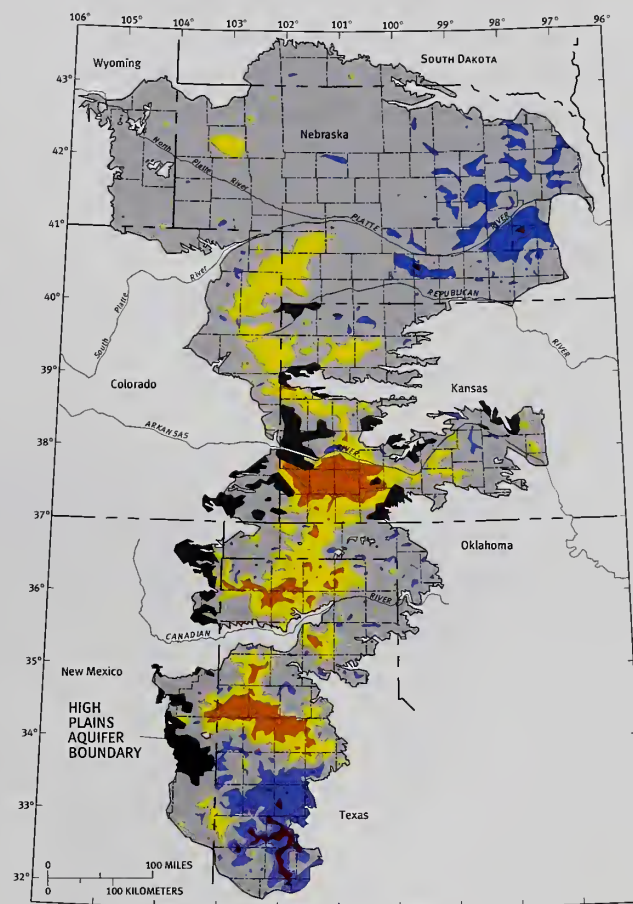 106° 105° 104° 103° 102° 101° 100° 99° 98° 97° 96°
Wyoming
SOUTH DAKOTA
43°
Nebraska
42°
North Platte River
41°
PLATTE RIVER
South Platte River
40°
REPUBLICAN RIVER
39°
Colorado
Kansas
38°
ARKANSAS RIVER
37°
Oklahoma
36°
CANADIAN RIVER
35°
New Mexico
HIGH
PLAINS
AQUIFER
BOUNDARY
34°
33°
Texas
32°
0 100 MILES
0 100 KILOMETERS